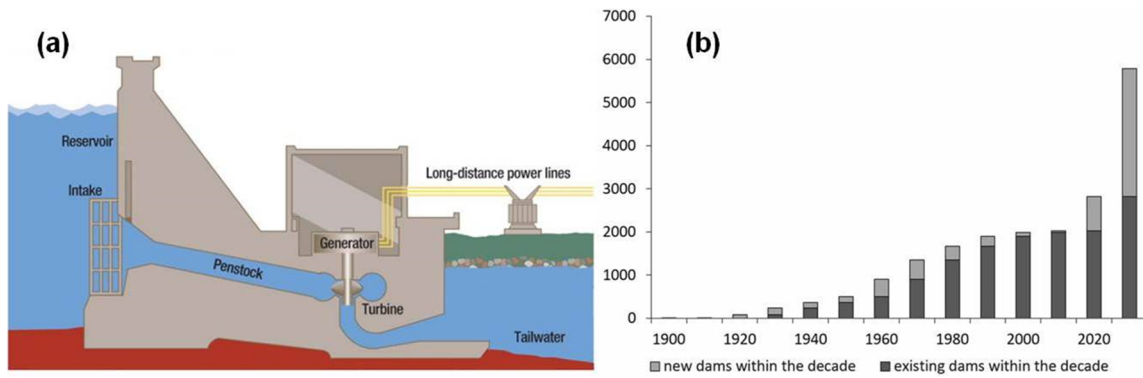 (a)
Reservoir
Intake
Long-distance power lines
Generator
Penstock
Turbine
Tailwater
(b)
7000
6000
5000
4000
3000
2000
1000
0
1900 1920 1940 1960 1980 2000 2020
new dams within the decade existing dams within the decade